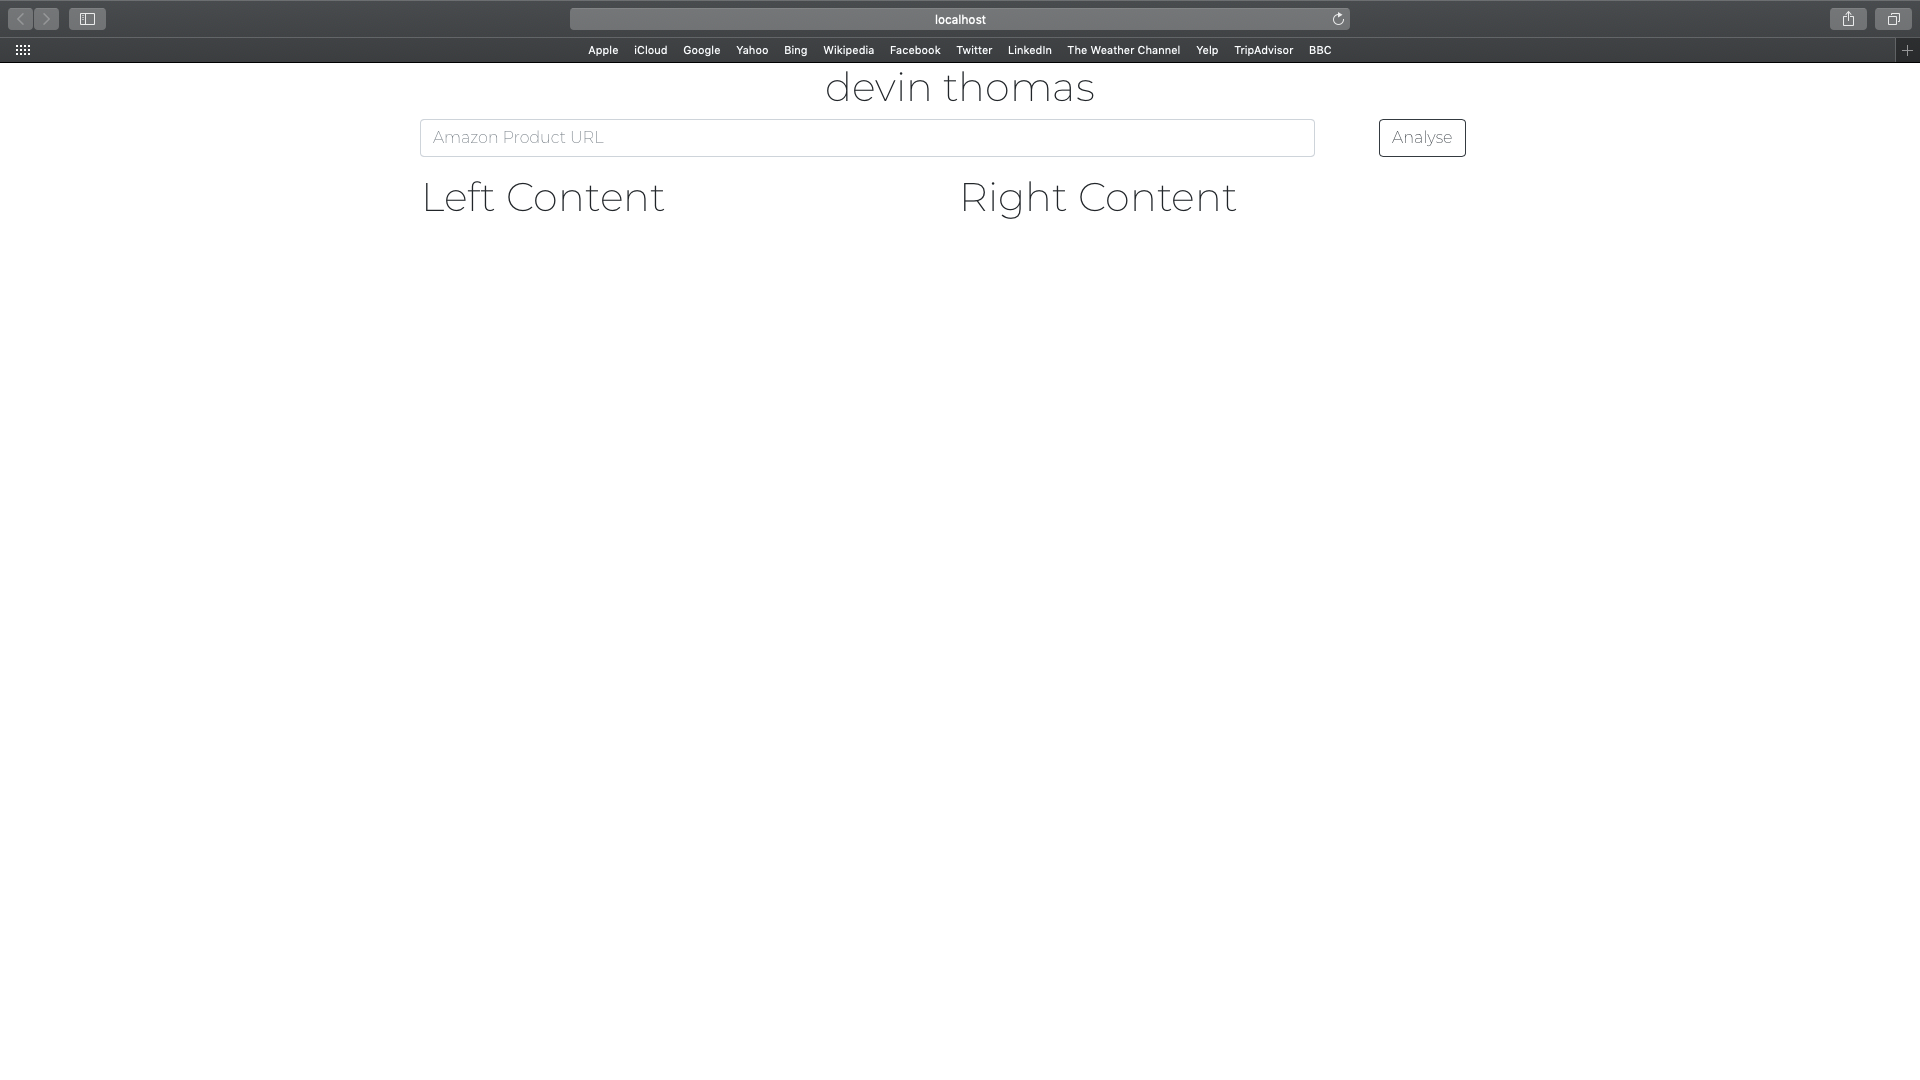 localhost
Apple iCloud Google Yahoo Bing Wikipedia Facebook Twitter LinkedIn The Weather Channel Yelp TripAdvisor BBC
devin thomas
Amazon Product URL Analyse
Left Content Right Content